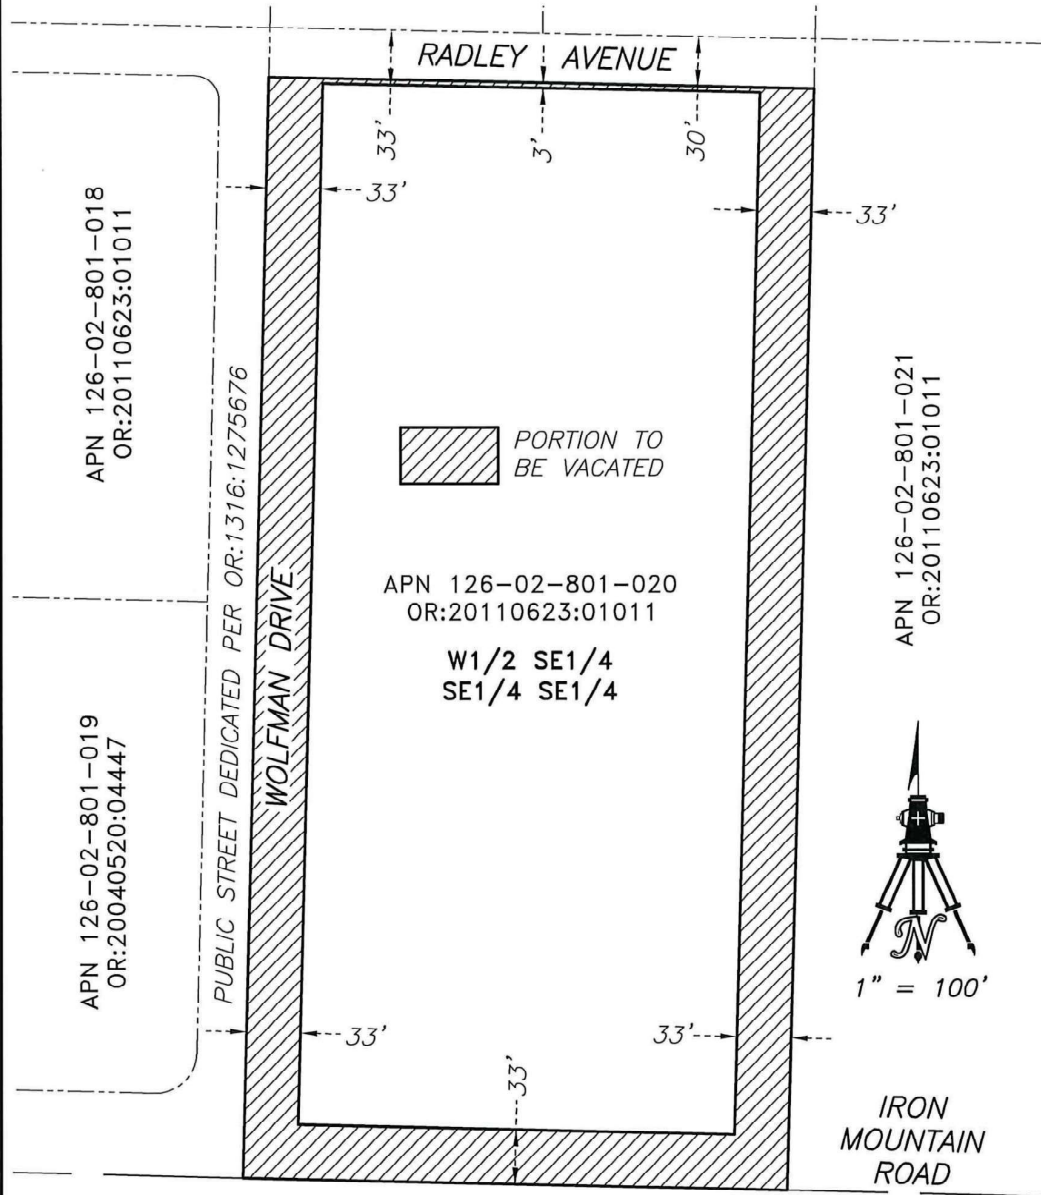 RADLEY AVENUE
33'
3'
30'
33'
33'
APN 126-02-801-018
OR:20110623:01011
PUBLIC STREET DEDICATED PER OR:1316:1275676
WOLFMAN DRIVE
PORTION TO
BE VACATED
APN 126-02-801-020
OR:20110623:01011
W1/2 SE1/4
SE1/4 SE1/4
APN 126-02-801-021
OR:20110623:01011
APN 126-02-801-019
OR:20040520:04447
N
1" = 100'
33'
33'
33'
IRON
MOUNTAIN
ROAD